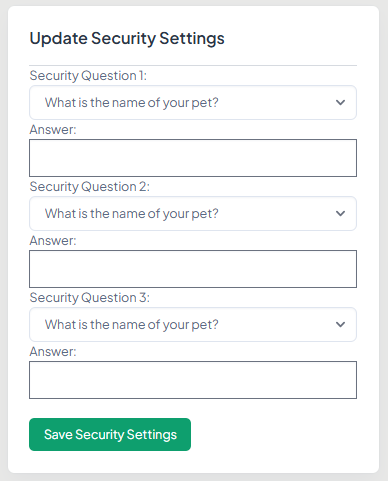 Update Security Settings
Security Question 1:
What is the name of your pet?
Answer:
Security Question 2:
What is the name of your pet?
Answer:
Security Question 3:
What is the name of your pet?
Answer:
Save Security Settings